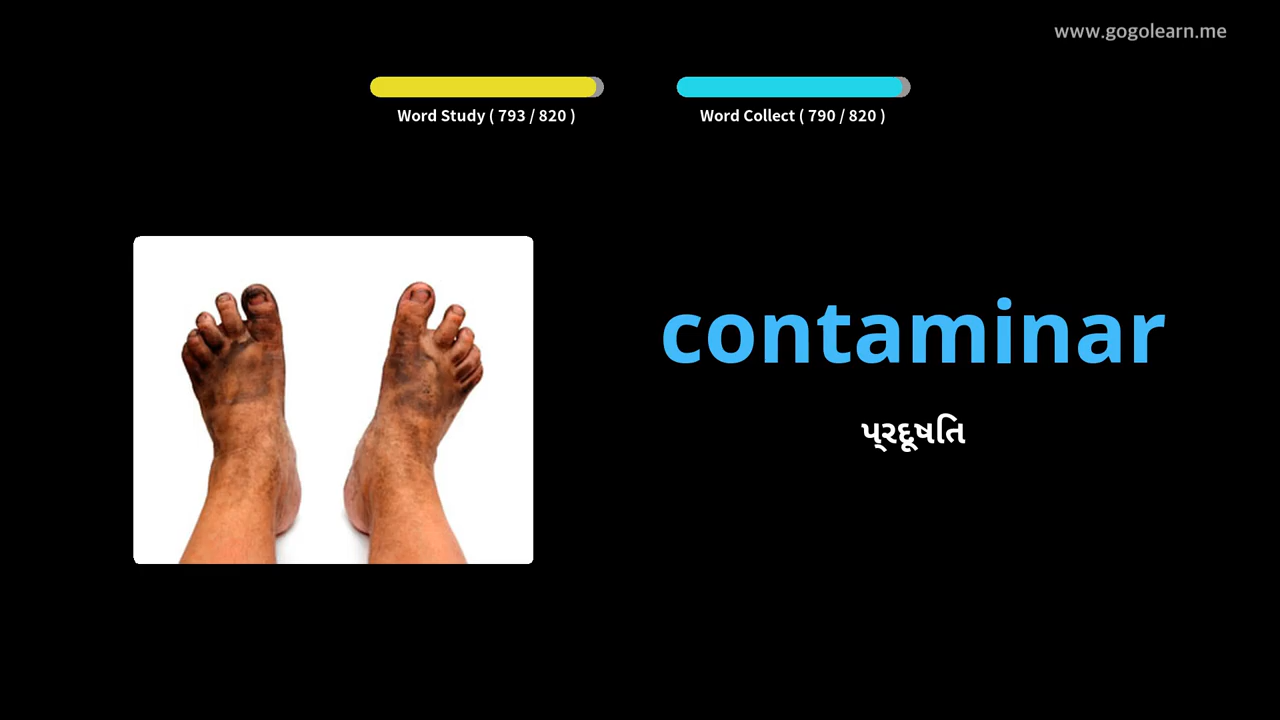 www.gogolearn.me
Word Study ( 793 / 820 )
Word Collect ( 790 / 820 )
contaminar
પ્રદૂષતિ